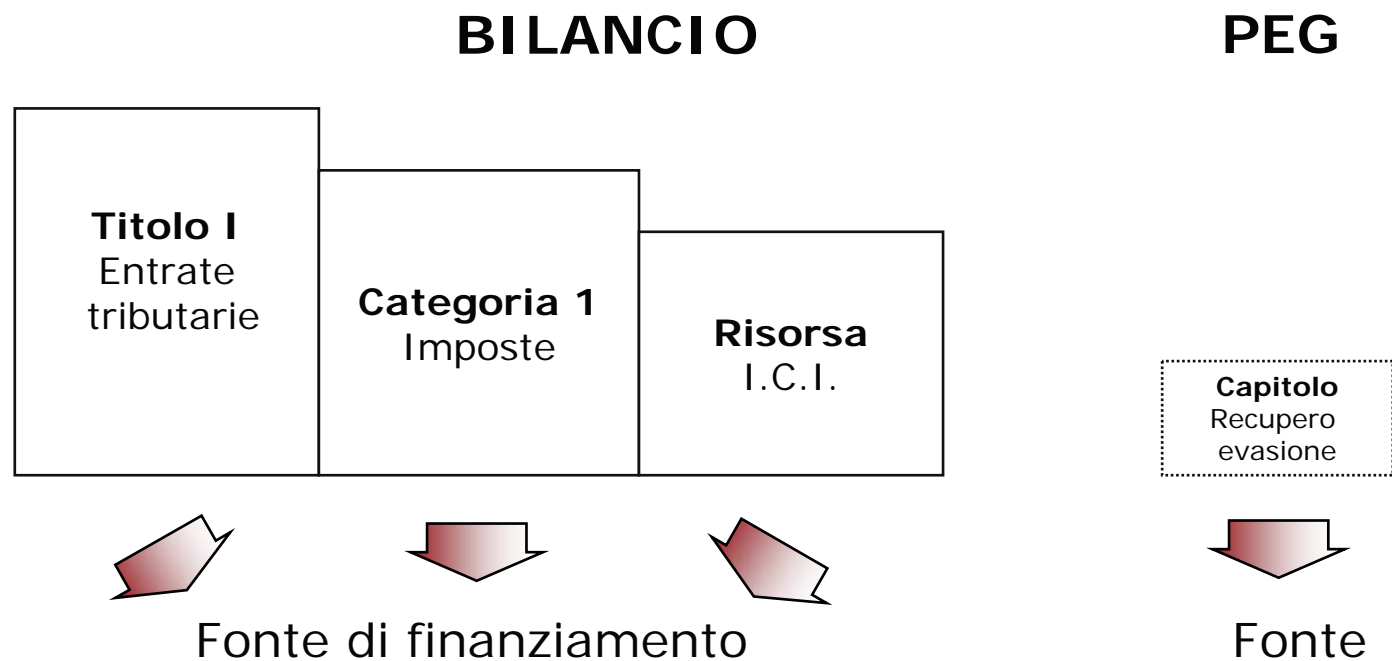 BILANCIO
PEG
Titolo I
Entrate
tributarie
Categoria 1
Imposte
Risorsa
I.C.I.
Capitolo
Recupero
evasione
Fonte di finanziamento
Fonte